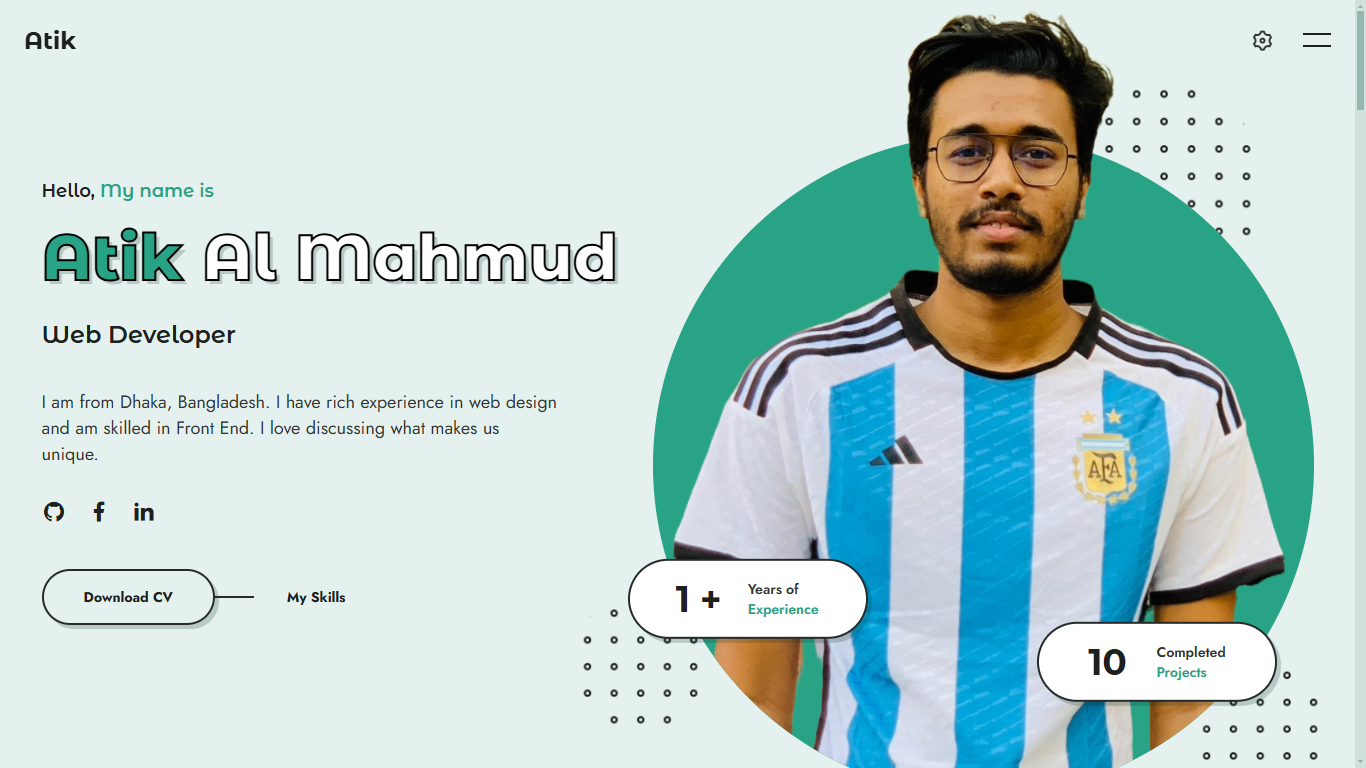 Atik
Hello, My name is
Atik Al Mahmud
Web Developer
I am from Dhaka, Bangladesh. I have rich experience in web design
and am skilled in Front End. I love discussing what makes us
unique.
Download CV
My Skills
1 +
Years of
Experience
10
Completed
Projects
AFA